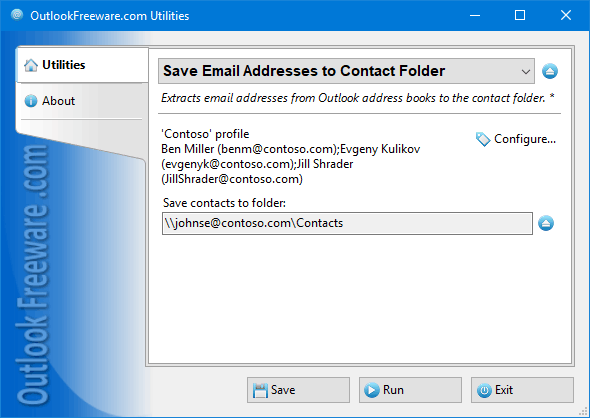 OutlookFreeware.com Utilities
Utilities
About
Outlook Freeware .com
Save Email Addresses to Contact Folder
Extracts email addresses from Outlook address books to the contact folder. *
'Contoso' profile
Ben Miller (benm@contoso.com);Evgeny Kulikov
(evgenyk@contoso.com);Jill Shrader
(JillShrader@contoso.com)
Configure...
Save contacts to folder:
\\johnse@contoso.com\Contacts
Save
Run
Exit